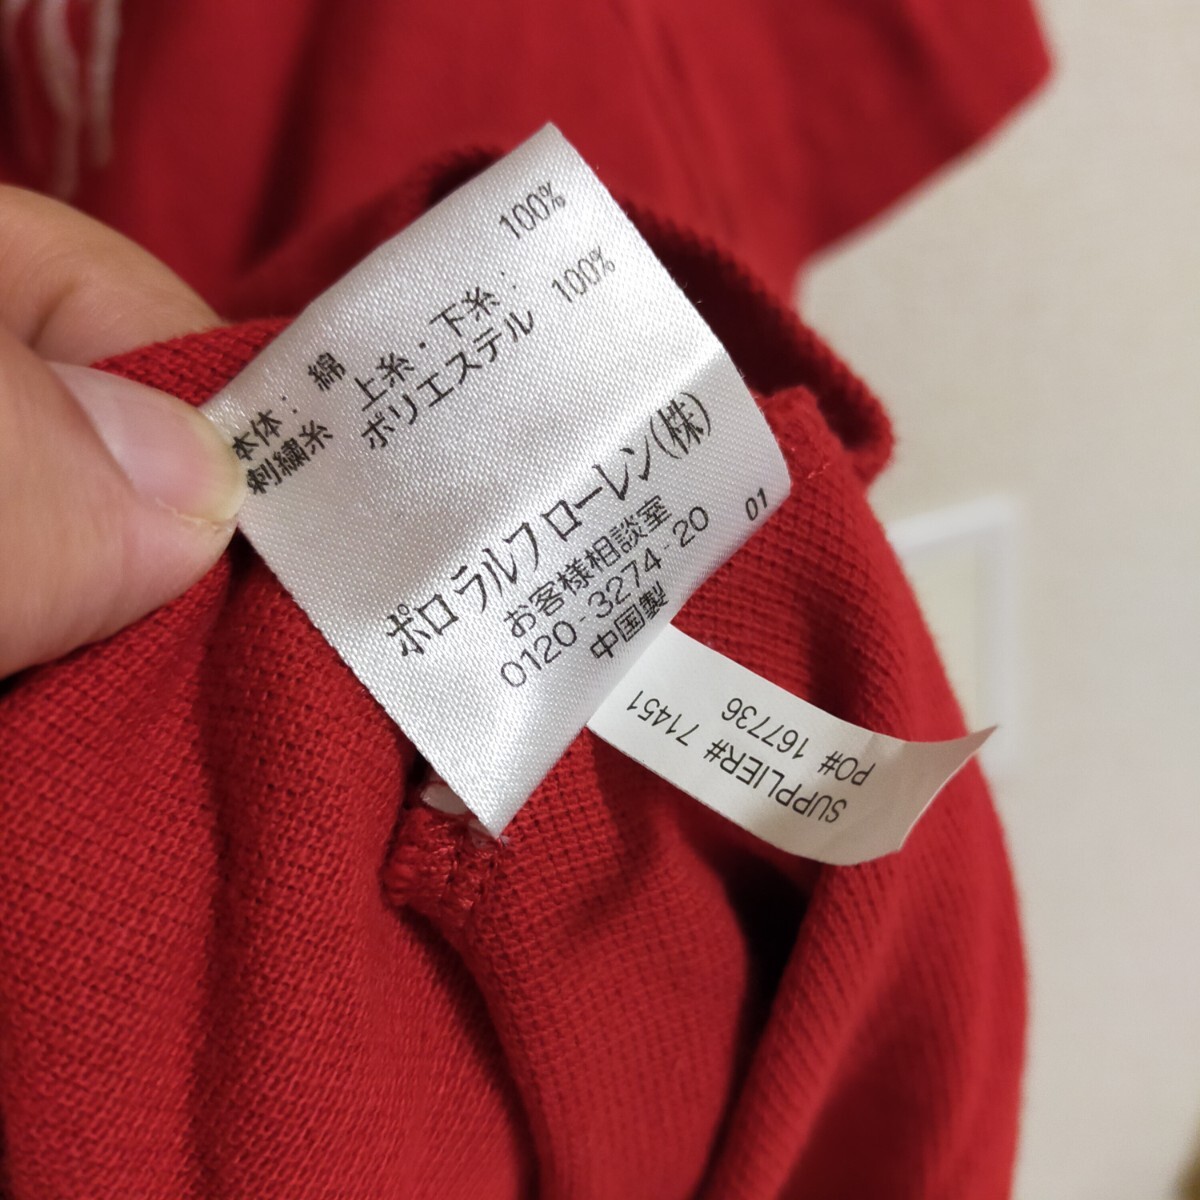 本体：綿 100%
刺繍糸 上糸・下糸：
ポリエステル 100%
ポロ ラルフ ローレン(株)
お客様相談室
0120-3274-20 01
中国製
SUPPLIER# 71451
PO# 167736